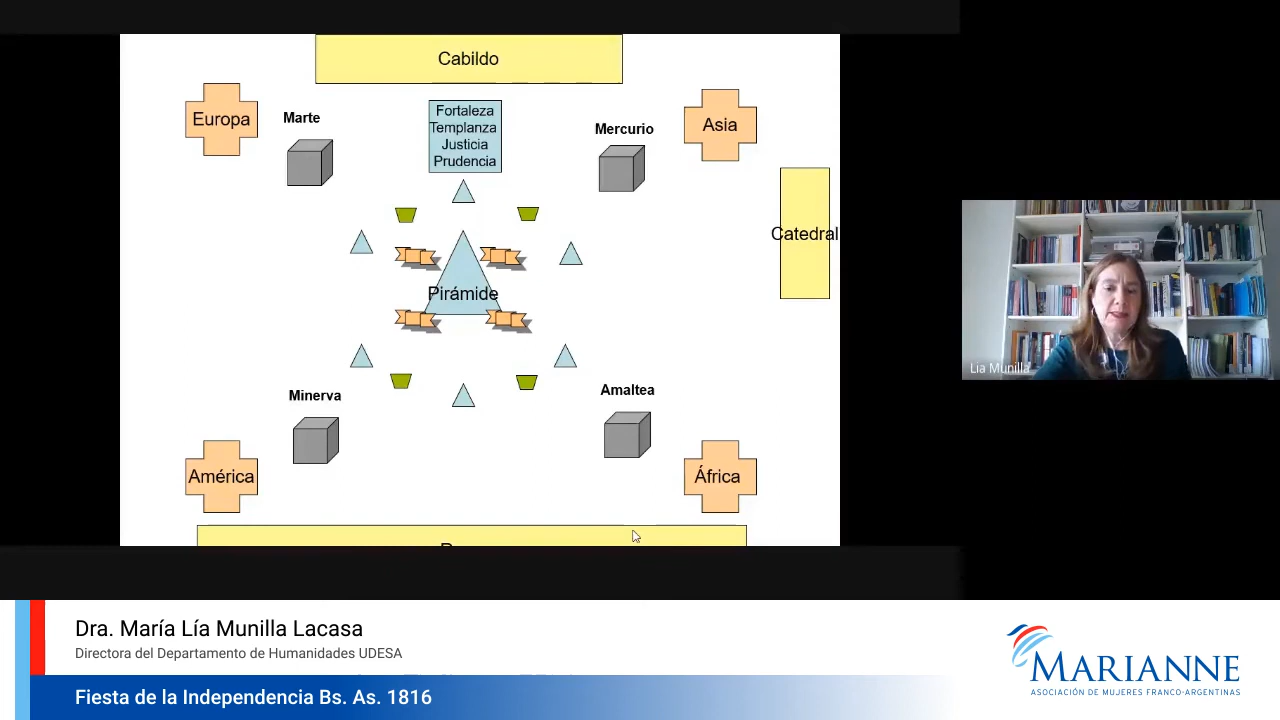 Cabildo
Europa
Marte
Fortaleza
Templanza
Justicia
Prudencia
Mercurio
Asia
Catedral
Pirámide
Minerva
Amaltea
América
África
Lia Munilla
Dra. María Lía Munilla Lacasa
Directora del Departamento de Humanidades UDESA
Fiesta de la Independencia Bs. As. 1816
MARIANNE
ASOCIACIÓN DE MUJERES FRANCO-ARGENTINAS